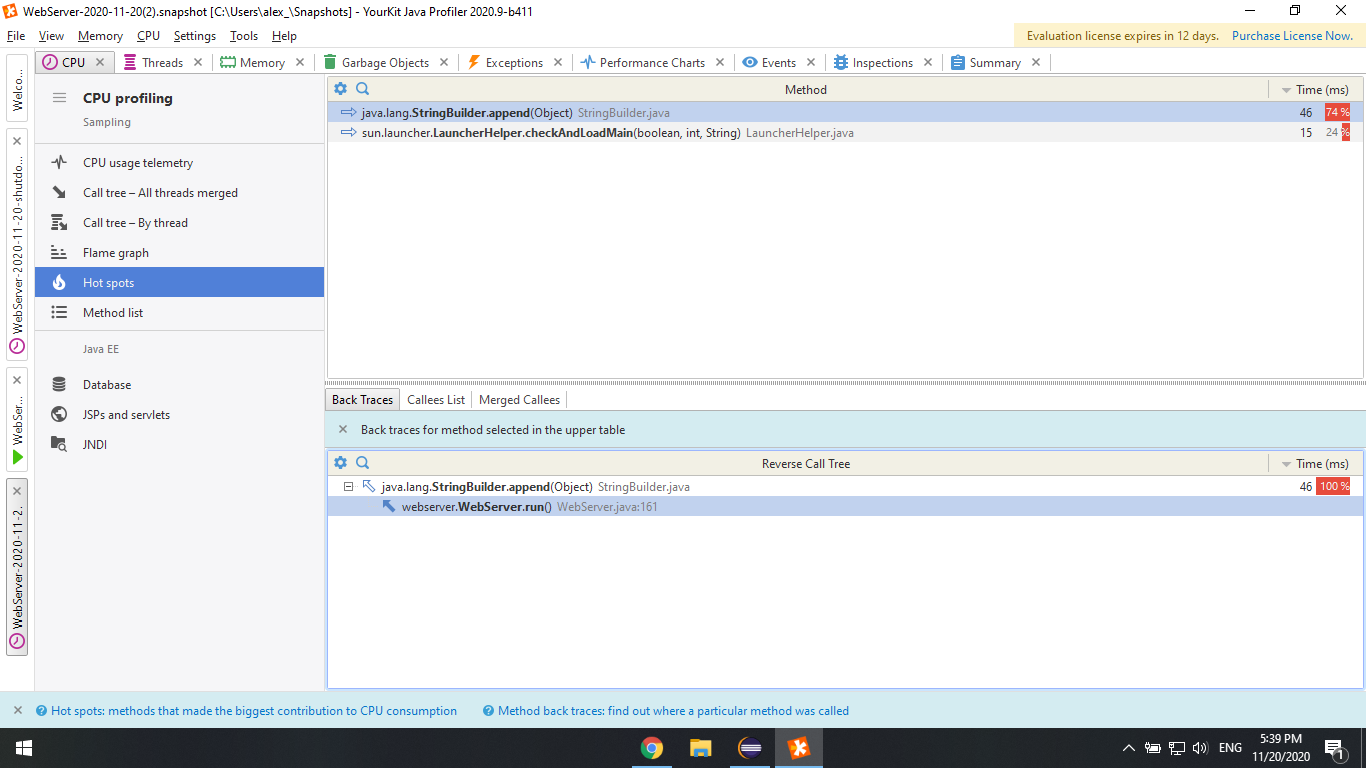 WebServer-2020-11-20(2).snapshot [C:\Users\alex_\Snapshots] - YourKit Java Profiler 2020.9-b411
File View Memory CPU Settings Tools Help
Evaluation license expires in 12 days. Purchase License Now.
Welco...
WebServer-2020-11-20-shutdo...
WebSer...
WebServer-2020-11-2.
CPU Threads Memory Garbage Objects Exceptions Performance Charts Events Inspections Summary
CPU profiling
Sampling
CPU usage telemetry
Call tree – All threads merged
Call tree – By thread
Flame graph
Hot spots
Method list
Java EE
Database
JSPs and servlets
JNDI
Method Time (ms)
java.lang.StringBuilder.append(Object) StringBuilder.java 46 74 %
sun.launcher.LauncherHelper.checkAndLoadMain(boolean, int, String) LauncherHelper.java 15 24 %
Back Traces Callees List Merged Callees
Back traces for method selected in the upper table
Reverse Call Tree Time (ms)
java.lang.StringBuilder.append(Object) StringBuilder.java 46 100 %
webserver.WebServer.run() WebServer.java:161
Hot spots: methods that made the biggest contribution to CPU consumption Method back traces: find out where a particular method was called
ENG
5:39 PM
11/20/2020
1